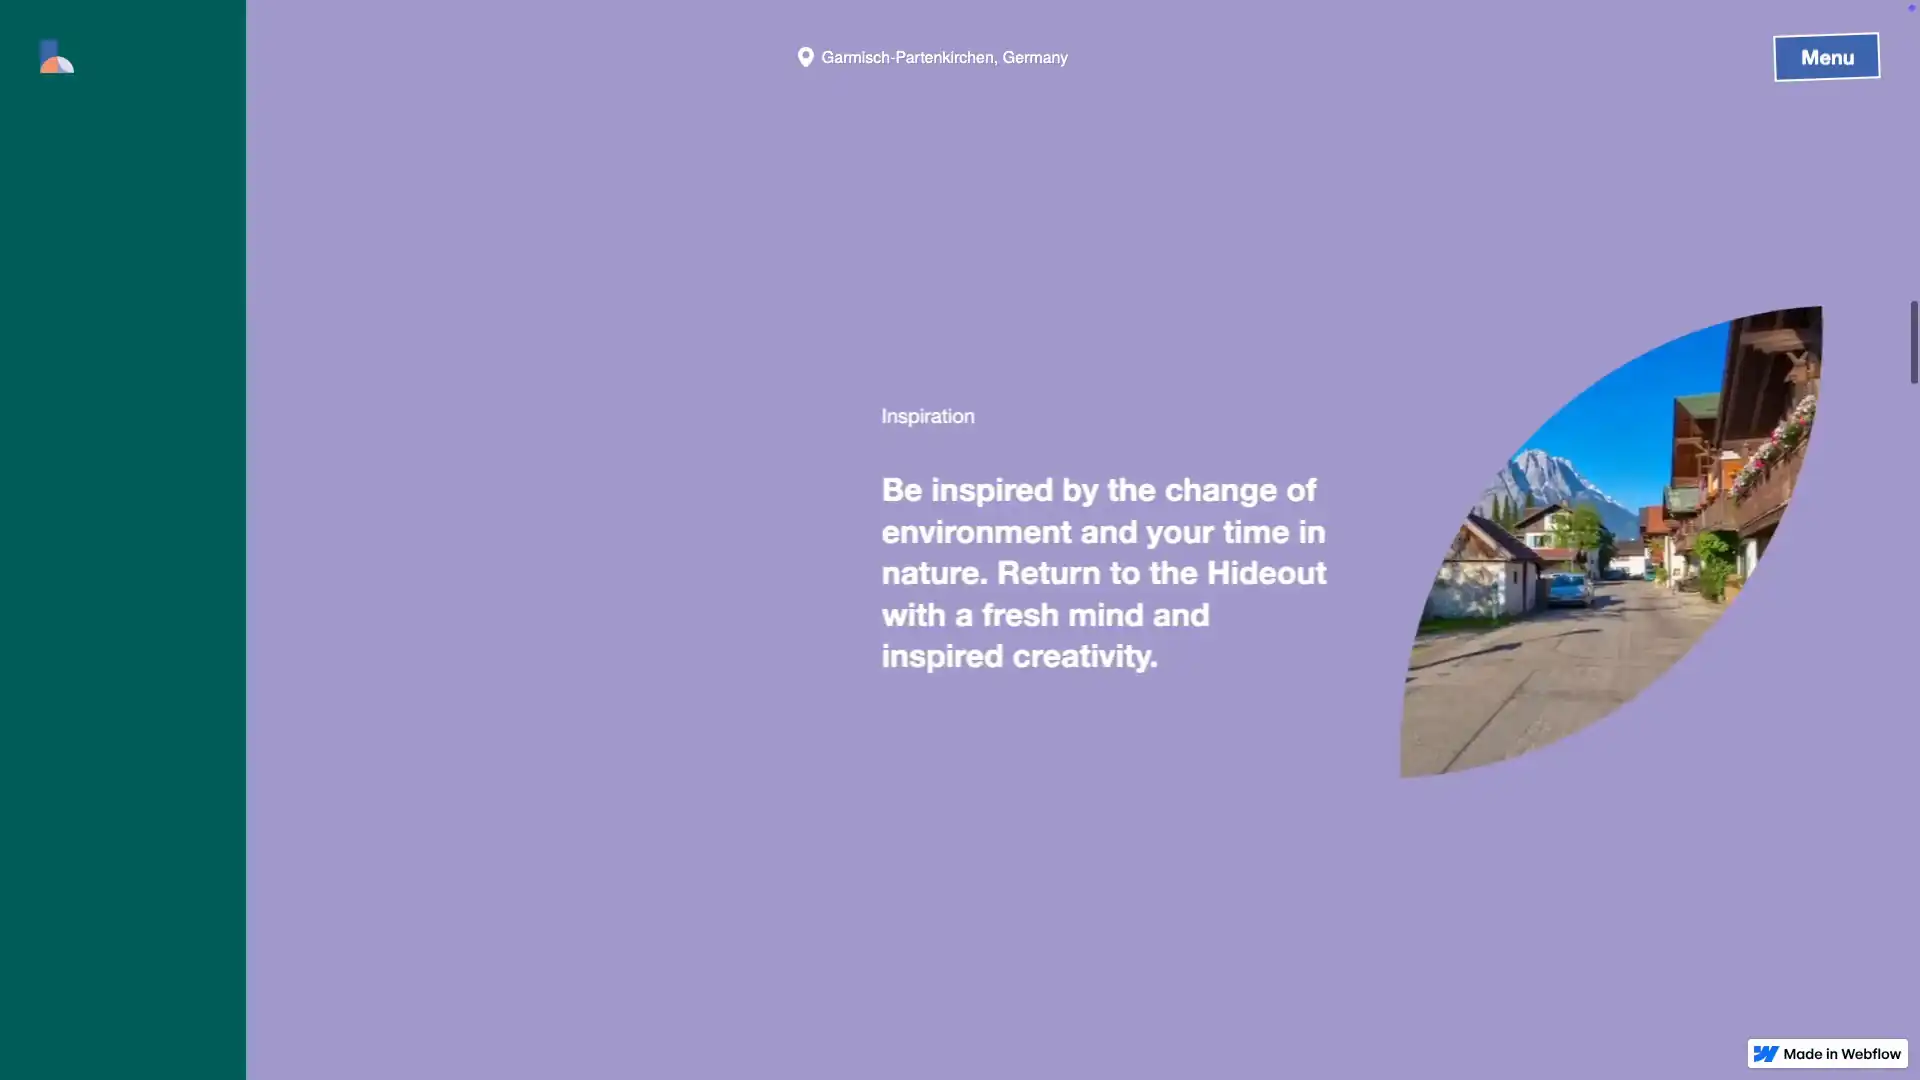 Garmisch-Partenkirchen, Germany
Menu
Inspiration
Be inspired by the change of
environment and your time in
nature. Return to the Hideout
with a fresh mind and
inspired creativity.
Made in Webflow